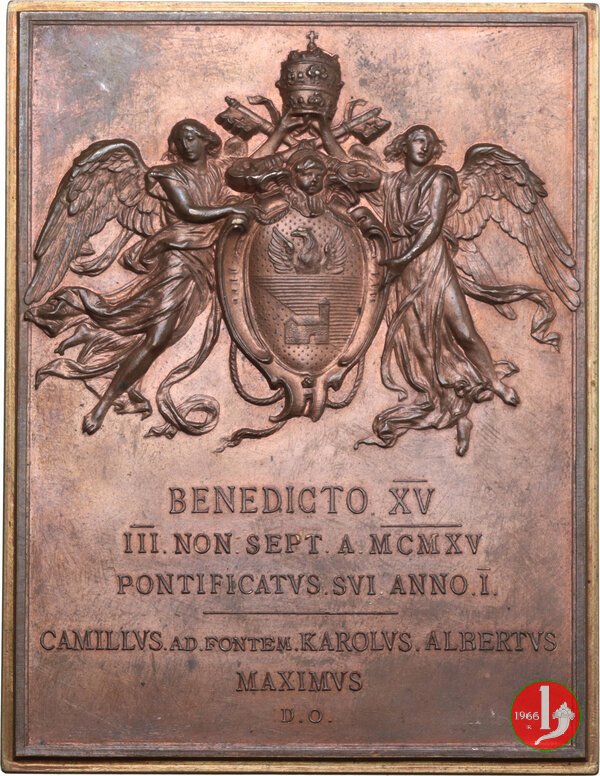 BENEDICTO. XV
III. NON. SEPT. A. MCMXV
PONTIFICATVS. SVI. ANNO. I.
CAMILLVS. AD. FONTEM. KAROLVS. ALBERTVS
MAXIMVS
D. O.
1966
R